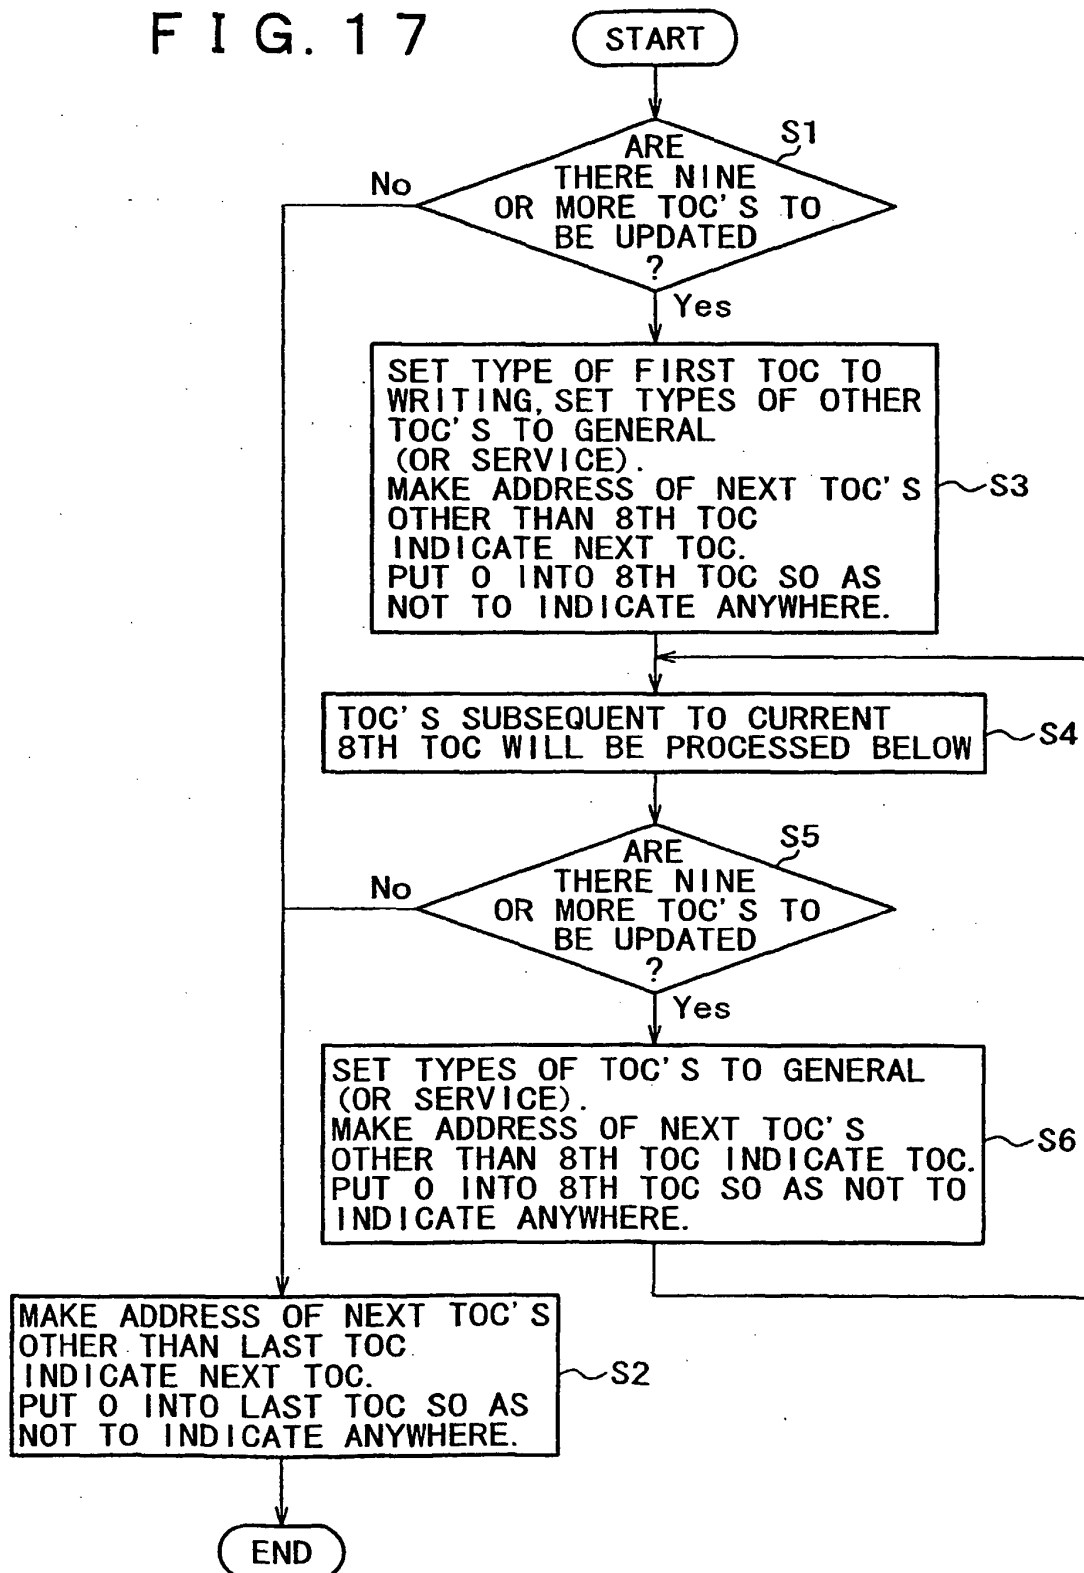 FIG. 17
START
S1
ARE
THERE NINE
OR MORE TOC'S TO
BE UPDATED
?
No
Yes
SET TYPE OF FIRST TOC TO
WRITING, SET TYPES OF OTHER
TOC'S TO GENERAL
(OR SERVICE).
MAKE ADDRESS OF NEXT TOC'S
OTHER THAN 8TH TOC
INDICATE NEXT TOC.
PUT 0 INTO 8TH TOC SO AS
NOT TO INDICATE ANYWHERE.
S3
TOC'S SUBSEQUENT TO CURRENT
8TH TOC WILL BE PROCESSED BELOW
S4
S5
ARE
THERE NINE
OR MORE TOC'S TO
BE UPDATED
?
No
Yes
SET TYPES OF TOC'S TO GENERAL
(OR SERVICE).
MAKE ADDRESS OF NEXT TOC'S
OTHER THAN 8TH TOC INDICATE TOC.
PUT 0 INTO 8TH TOC SO AS NOT TO
INDICATE ANYWHERE.
S6
MAKE ADDRESS OF NEXT TOC'S
OTHER THAN LAST TOC
INDICATE NEXT TOC.
PUT 0 INTO LAST TOC SO AS
NOT TO INDICATE ANYWHERE.
S2
END